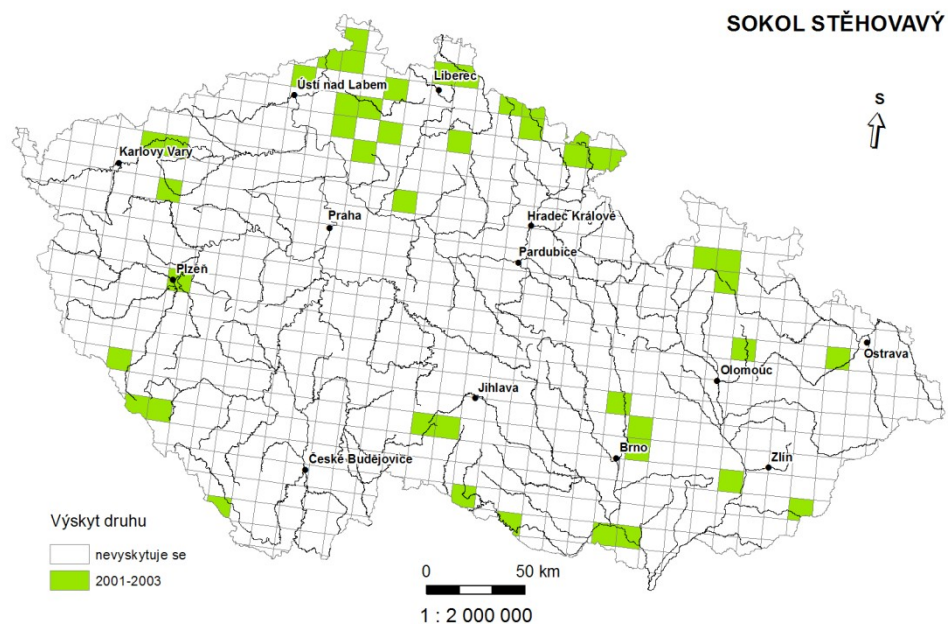 SOKOL STĚHOVAVÝ
S
Liberec
Ústí nad Labem
Karlovy Vary
Praha
Hradec Králové
Pardubice
Plzeň
Ostrava
Olomouc
Jihlava
Brno
Zlín
České Budějovice
Výskyt druhu
nevyskytuje se
2001-2003
0 50 km
1 : 2 000 000